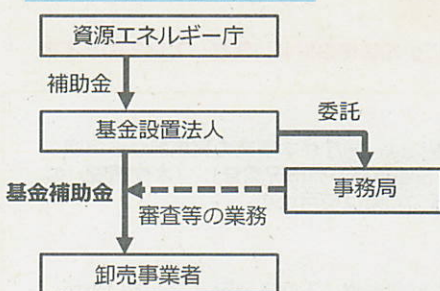 資源エネルギー庁
補助金
基金設置法人
委託
基金補助金
事務局
審査等の業務
卸売事業者